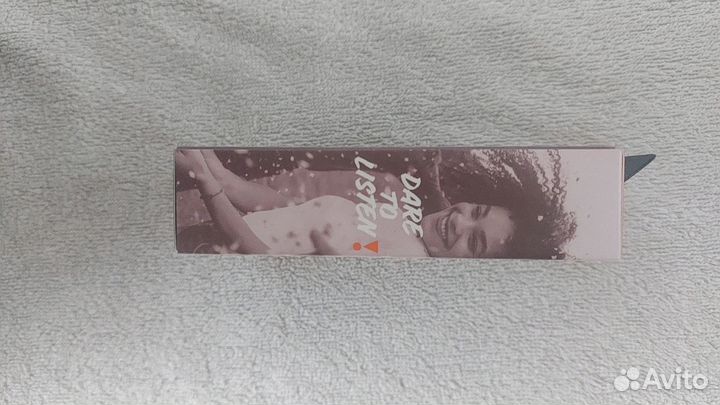 DARE
TO
LISTEN
Avito